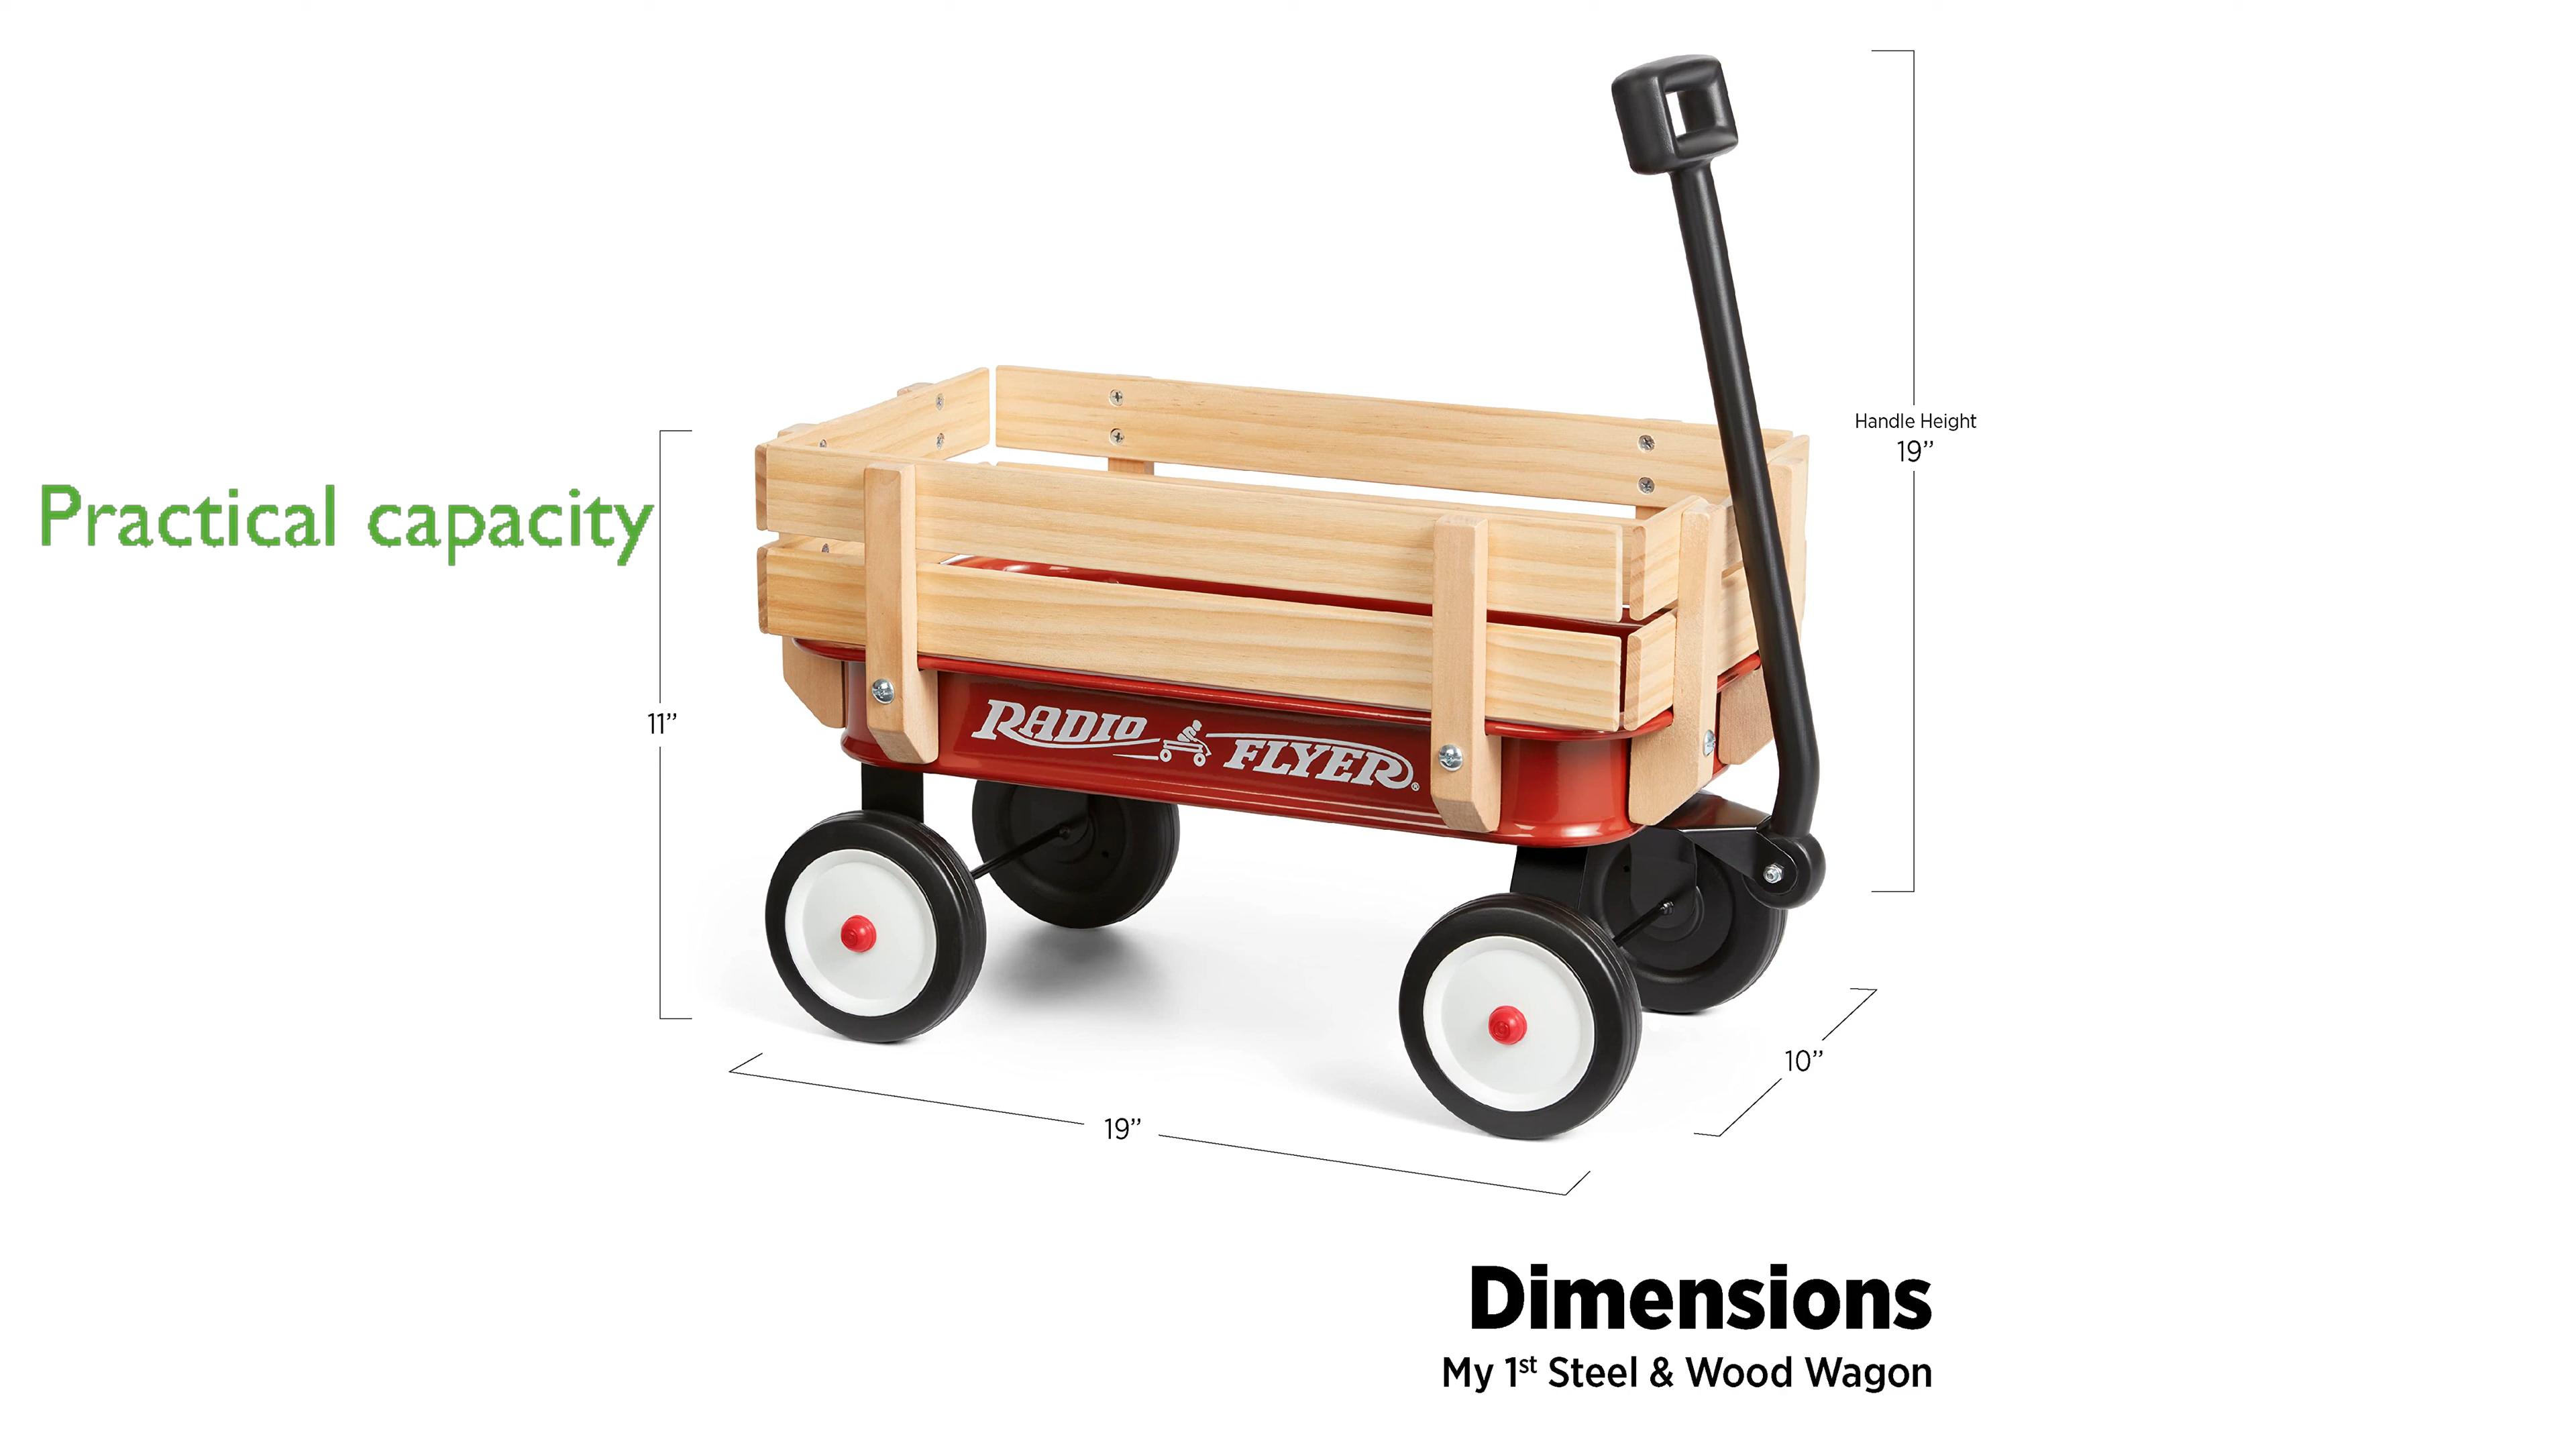 Handle Height
19”
Practical capacity
11”
RADIO FLYER®
10”
19”
Dimensions
My 1st Steel & Wood Wagon